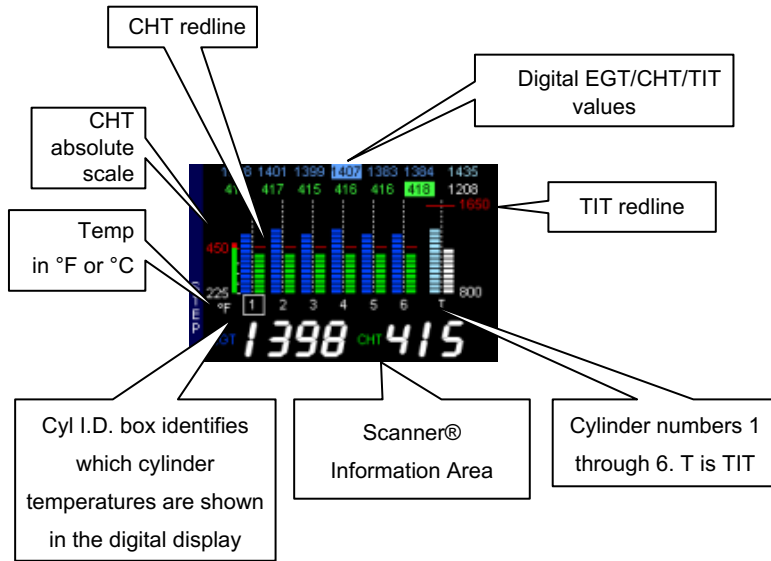 CHT redline
Digital EGT/CHT/TIT
values
CHT
absolute
scale
1401 1399 1407 1383 1384 1435
417 415 416 416 418 1208
1650
TIT redline
Temp
in °F or °C
450
225
800
°F 1 2 3 4 5 6 T
STEP
1398 CHT 415
Cyl I.D. box identifies
which cylinder
temperatures are shown
in the digital display
Scanner®
Information Area
Cylinder numbers 1
through 6. T is TIT